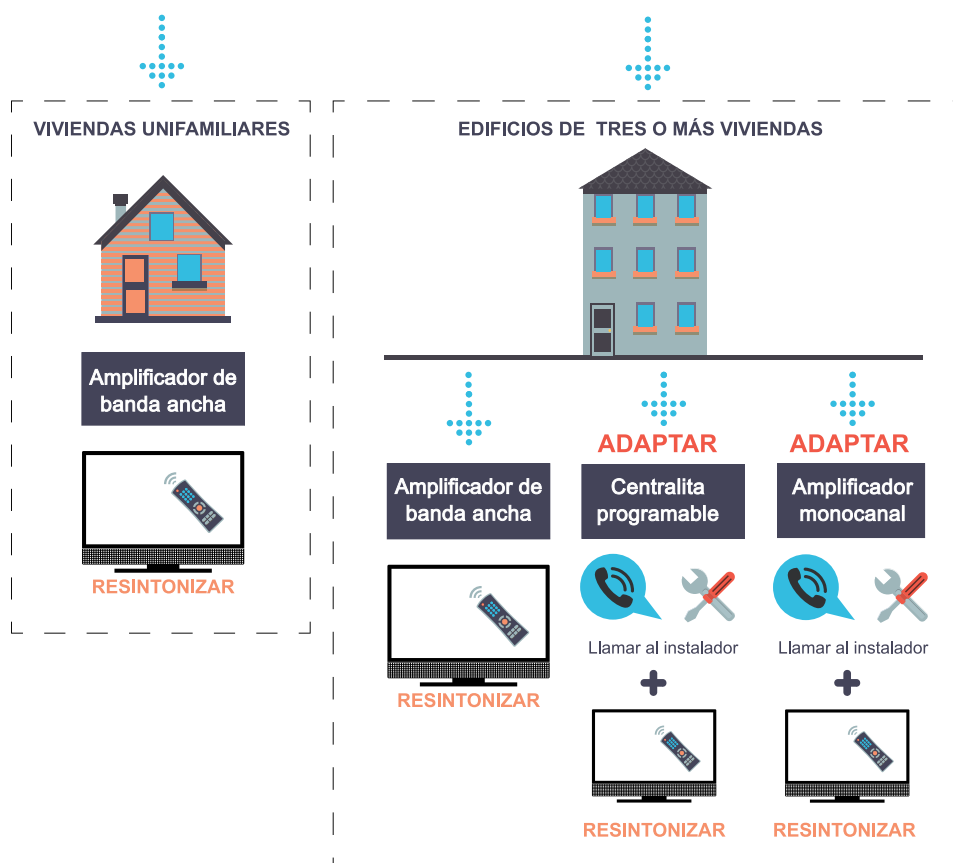 VIVIENDAS UNIFAMILIARES
Amplificador de
banda ancha
RESINTONIZAR
EDIFICIOS DE TRES O MÁS VIVIENDAS
Amplificador de
banda ancha
RESINTONIZAR
ADAPTAR
Centralita
programable
Llamar al instalador
+
RESINTONIZAR
ADAPTAR
Amplificador
monocanal
Llamar al instalador
+
RESINTONIZAR